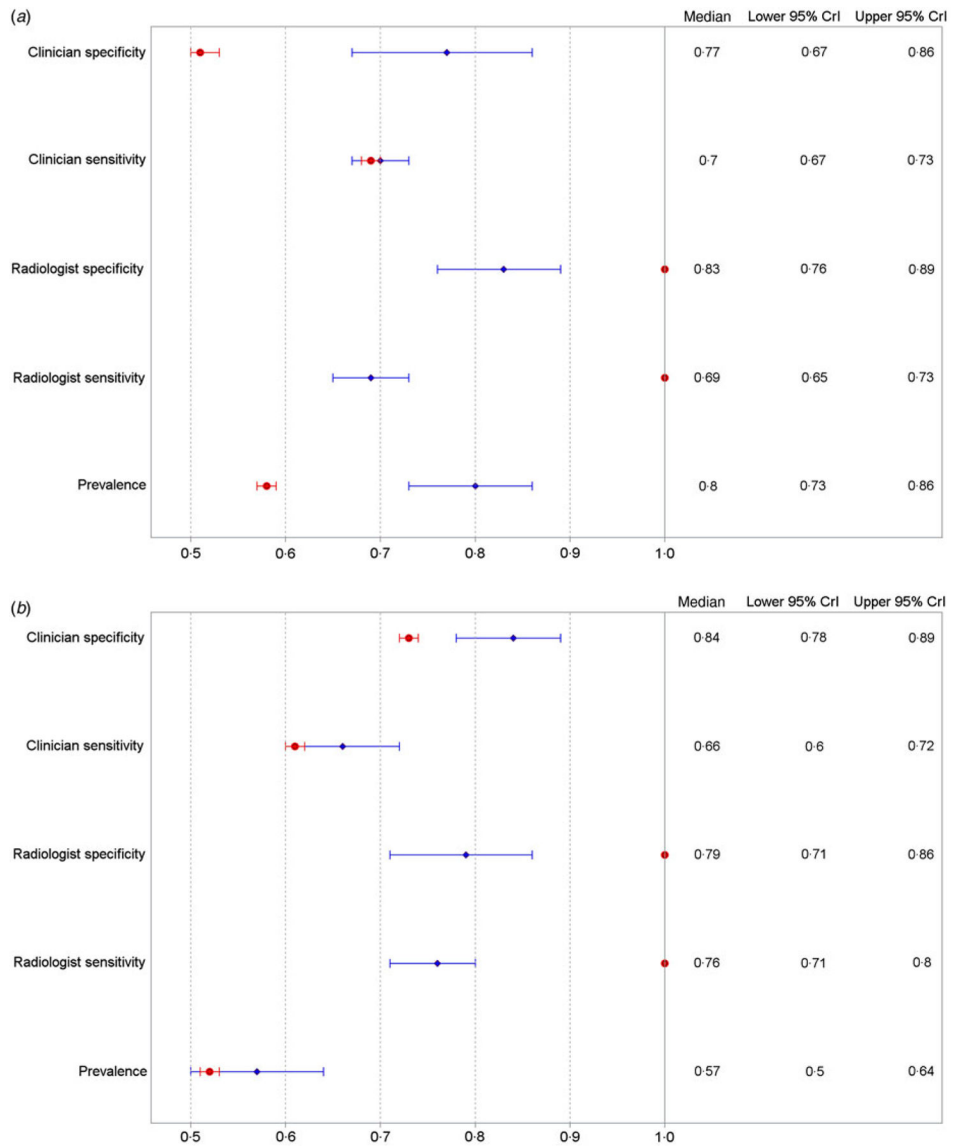 (a)
Median Lower 95% CrI Upper 95% CrI
Clinician specificity 0·77 0·67 0·86
Clinician sensitivity 0·7 0·67 0·73
Radiologist specificity 0·83 0·76 0·89
Radiologist sensitivity 0·69 0·65 0·73
Prevalence 0·8 0·73 0·86
0·5 0·6 0·7 0·8 0·9 1·0
(b)
Median Lower 95% CrI Upper 95% CrI
Clinician specificity 0·84 0·78 0·89
Clinician sensitivity 0·66 0·6 0·72
Radiologist specificity 0·79 0·71 0·86
Radiologist sensitivity 0·76 0·71 0·8
Prevalence 0·57 0·5 0·64
0·5 0·6 0·7 0·8 0·9 1·0